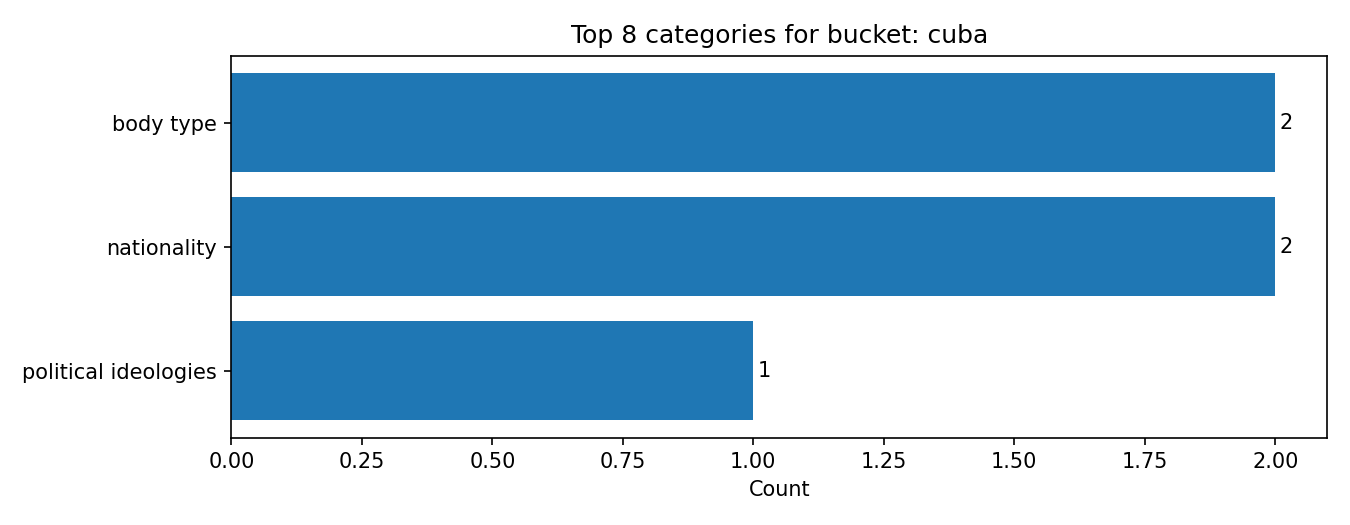 Top 8 categories for bucket: cuba
body type
2
nationality
2
political ideologies
1
0.00 0.25 0.50 0.75 1.00 1.25 1.50 1.75 2.00
Count